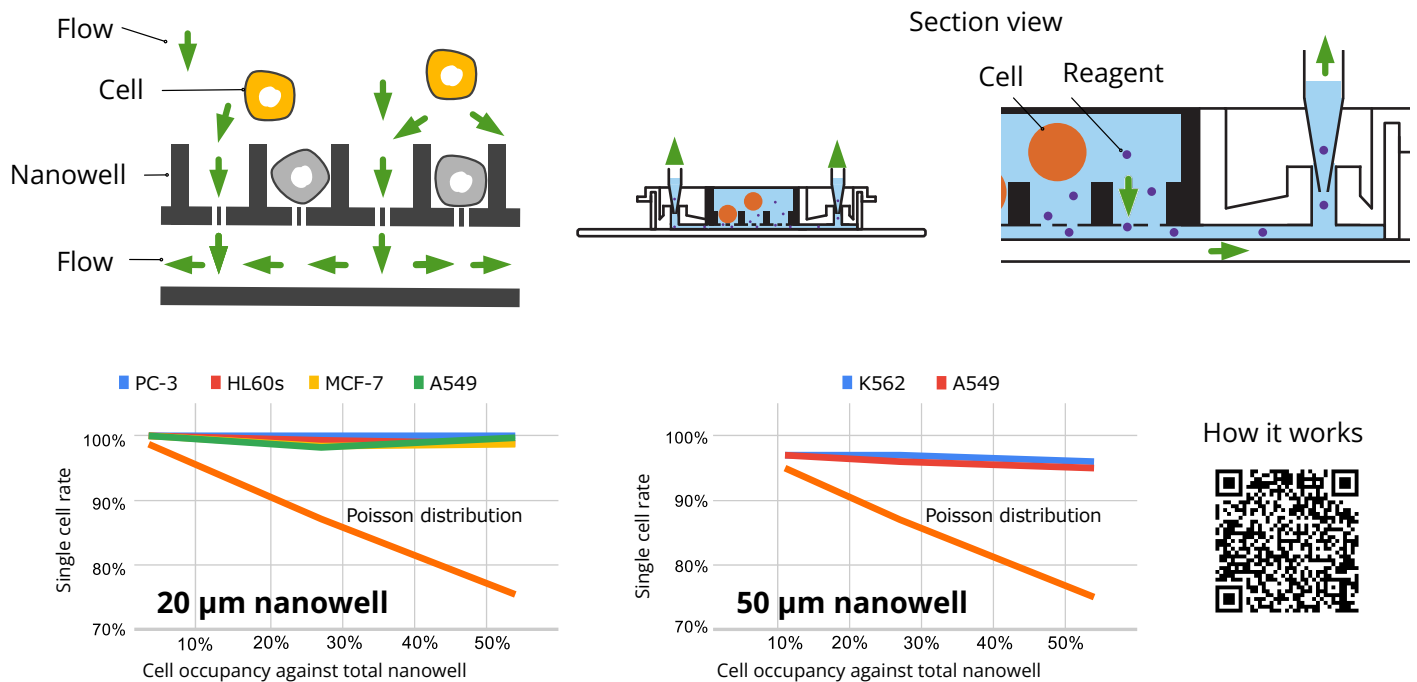 Flow
Cell
Nanowell
Flow
Section view
Cell
Reagent
PC-3 HL60s MCF-7 A549
100%
90%
80%
70%
Single cell rate
Poisson distribution
20 μm nanowell
10% 20% 30% 40% 50%
Cell occupancy against total nanowell
K562 A549
100%
90%
80%
70%
Single cell rate
Poisson distribution
50 μm nanowell
10% 20% 30% 40% 50%
Cell occupancy against total nanowell
How it works